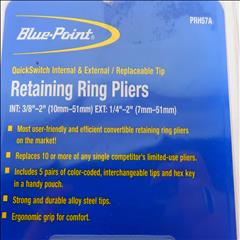 PRH57A
Blue-Point®
QuickSwitch Internal & External / Replaceable Tip
Retaining Ring Pliers
INT: 3/8"-2" (10mm-51mm) EXT: 1/4"-2" (7mm-51mm)
Most user-friendly and efficient convertible retaining ring pliers
on the market!
Replaces 10 or more of any single competitor's limited-use pliers.
Includes 5 pairs of color-coded, interchangeable tips and hex key
in a handy pouch.
Strong and durable alloy steel tips.
Ergonomic grip for comfort.